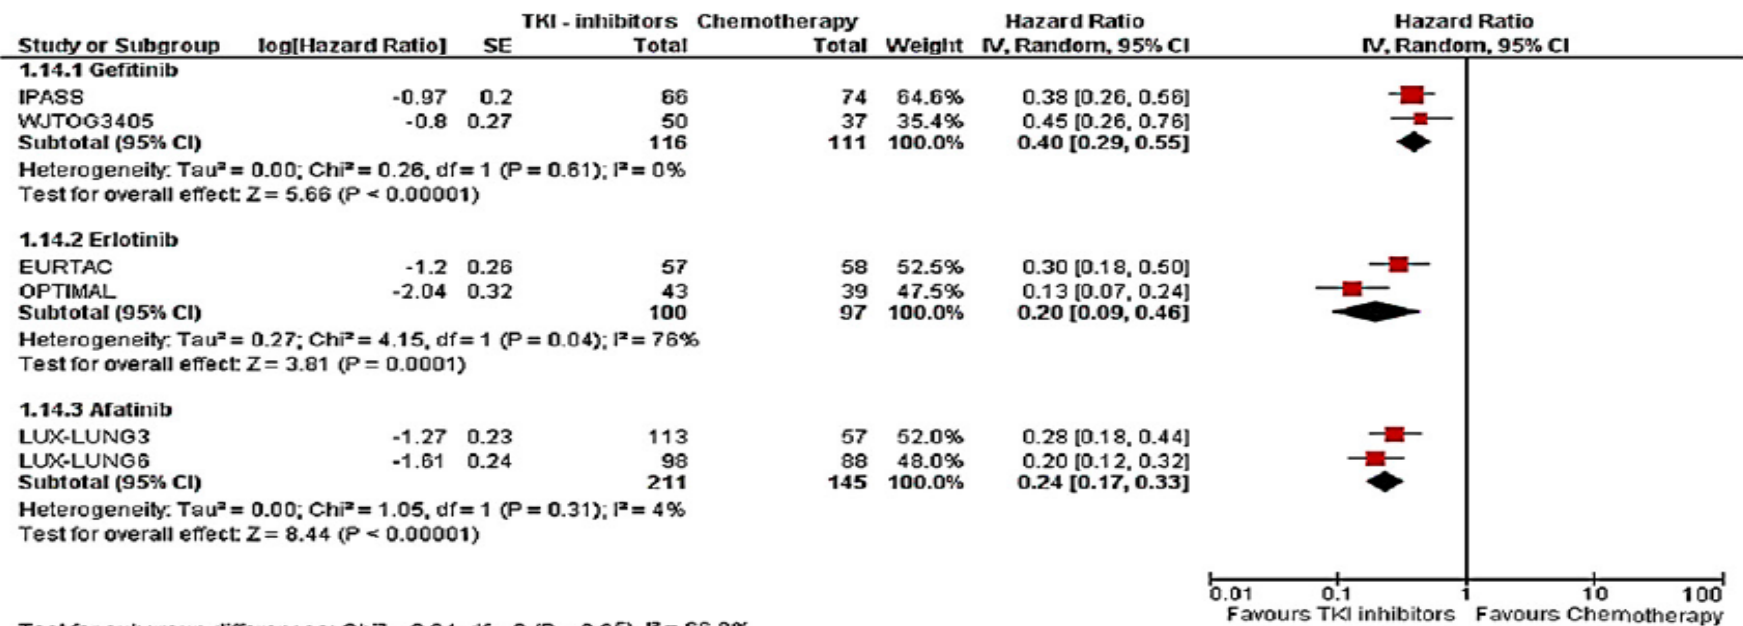 TKI - inhibitors Chemotherapy Hazard Ratio Hazard Ratio
Study or Subgroup log[Hazard Ratio] SE Total Total Weight IV, Random, 95% CI IV, Random, 95% CI
1.14.1 Gefitinib
IPASS -0.97 0.2 66 74 64.6% 0.38 [0.26, 0.56]
WJTOG3405 -0.8 0.27 50 37 35.4% 0.45 [0.26, 0.76]
Subtotal (95% CI) 116 111 100.0% 0.40 [0.29, 0.55]
Heterogeneity: Tau² = 0.00; Chi² = 0.26, df = 1 (P = 0.61); I² = 0%
Test for overall effect: Z = 5.66 (P < 0.00001)
1.14.2 Erlotinib
EURTAC -1.2 0.26 57 58 52.5% 0.30 [0.18, 0.50]
OPTIMAL -2.04 0.32 43 39 47.5% 0.13 [0.07, 0.24]
Subtotal (95% CI) 100 97 100.0% 0.20 [0.09, 0.46]
Heterogeneity: Tau² = 0.27; Chi² = 4.15, df = 1 (P = 0.04); I² = 76%
Test for overall effect: Z = 3.81 (P = 0.0001)
1.14.3 Afatinib
LUX-LUNG3 -1.27 0.23 113 57 52.0% 0.28 [0.18, 0.44]
LUX-LUNG6 -1.61 0.24 98 88 48.0% 0.20 [0.12, 0.32]
Subtotal (95% CI) 211 145 100.0% 0.24 [0.17, 0.33]
Heterogeneity: Tau² = 0.00; Chi² = 1.05, df = 1 (P = 0.31); I² = 4%
Test for overall effect: Z = 8.44 (P < 0.00001)
0.01 0.1 1 10 100
Favours TKI inhibitors Favours Chemotherapy